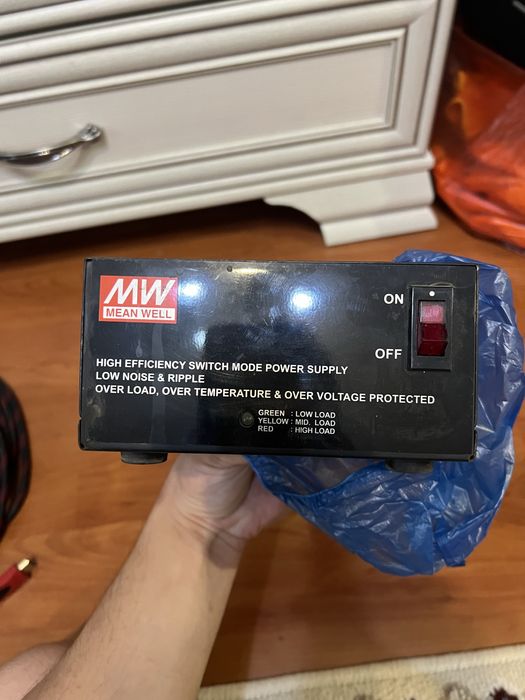 MW
MEAN WELL
ON
OFF
HIGH EFFICIENCY SWITCH MODE POWER SUPPLY
LOW NOISE & RIPPLE
OVER LOAD, OVER TEMPERATURE & OVER VOLTAGE PROTECTED
GREEN : LOW LOAD
YELLOW : MID. LOAD
RED : HIGH LOAD